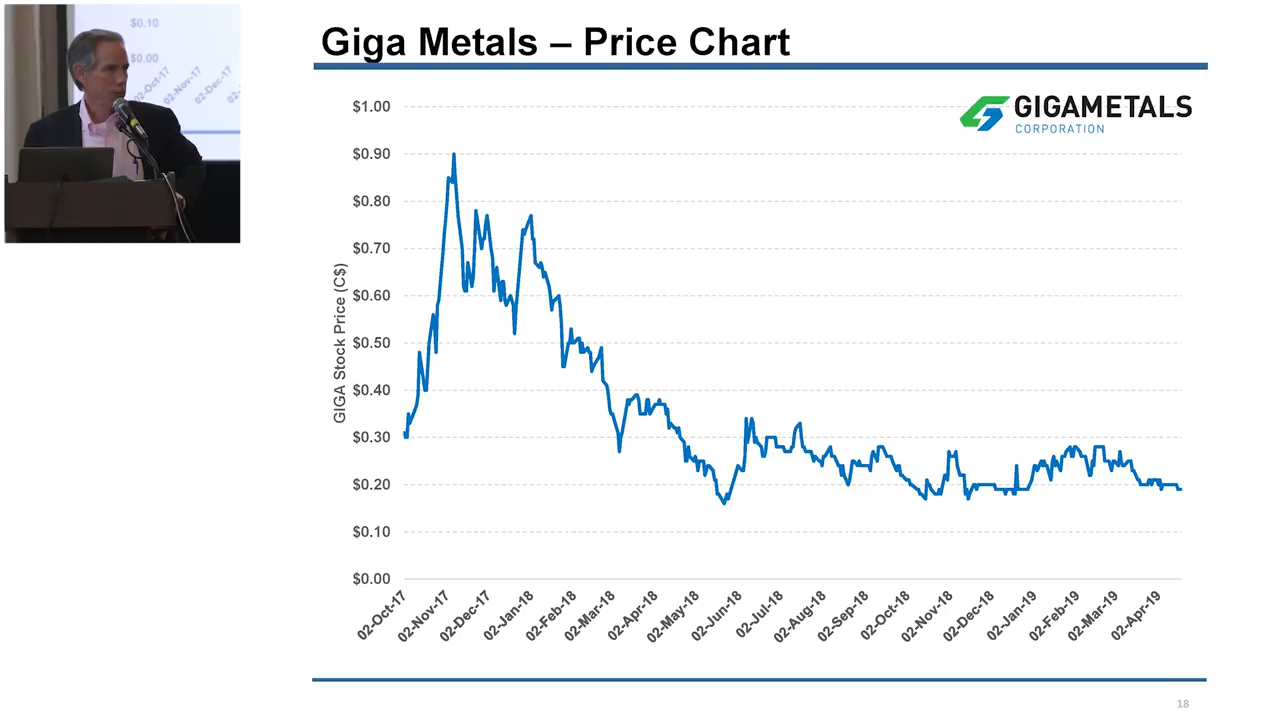 $0.10
$0.00
02-Oct-17
02-Nov-17
02-Dec-17
02-
Giga Metals – Price Chart
GIGAMETALS
CORPORATION
GIGA Stock Price (C$)
$1.00
$0.90
$0.80
$0.70
$0.60
$0.50
$0.40
$0.30
$0.20
$0.10
$0.00
02-Oct-17
02-Nov-17
02-Dec-17
02-Jan-18
02-Feb-18
02-Mar-18
02-Apr-18
02-May-18
02-Jun-18
02-Jul-18
02-Aug-18
02-Sep-18
02-Oct-18
02-Nov-18
02-Dec-18
02-Jan-19
02-Feb-19
02-Mar-19
02-Apr-19
18